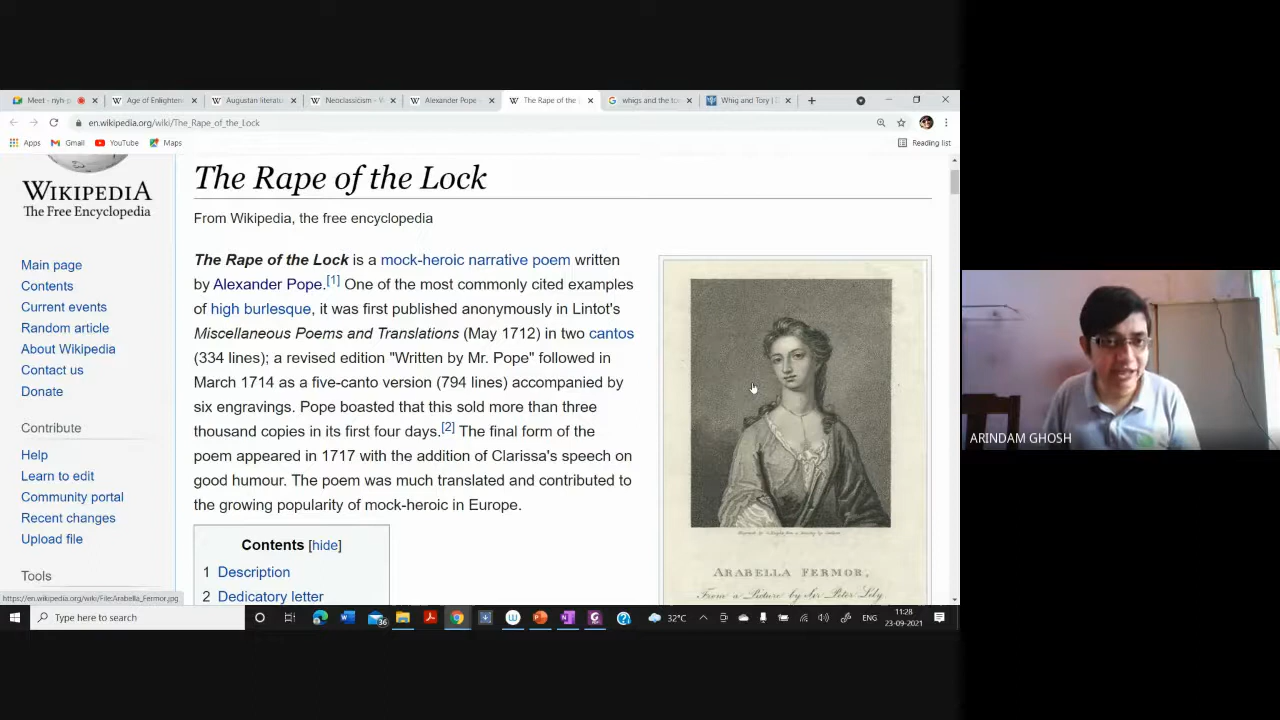 Meet - nyh-p
Age of Enlighten
Augustan literatu
Neoclassicism - W
Alexander Pope -
The Rape of the L
whigs and the to
Whig and Tory | D
en.wikipedia.org/wiki/The_Rape_of_the_Lock
Apps Gmail YouTube Maps Reading list
WIKIPEDIA
The Free Encyclopedia
Main page
Contents
Current events
Random article
About Wikipedia
Contact us
Donate
Contribute
Help
Learn to edit
Community portal
Recent changes
Upload file
Tools
https://en.wikipedia.org/wiki/File:Arabella_Fermor.jpg
The Rape of the Lock
From Wikipedia, the free encyclopedia
The Rape of the Lock is a mock-heroic narrative poem written
by Alexander Pope.[1] One of the most commonly cited examples
of high burlesque, it was first published anonymously in Lintot's
Miscellaneous Poems and Translations (May 1712) in two cantos
(334 lines); a revised edition "Written by Mr. Pope" followed in
March 1714 as a five-canto version (794 lines) accompanied by
six engravings. Pope boasted that this sold more than three
thousand copies in its first four days.[2] The final form of the
poem appeared in 1717 with the addition of Clarissa's speech on
good humour. The poem was much translated and contributed to
the growing popularity of mock-heroic in Europe.
Contents [hide]
1 Description
2 Dedicatory letter
ARABELLA FERMOR,
From a Picture by Sir Peter Lily.
Type here to search
36
32°C
ENG
11:28
23-09-2021
ARINDAM GHOSH